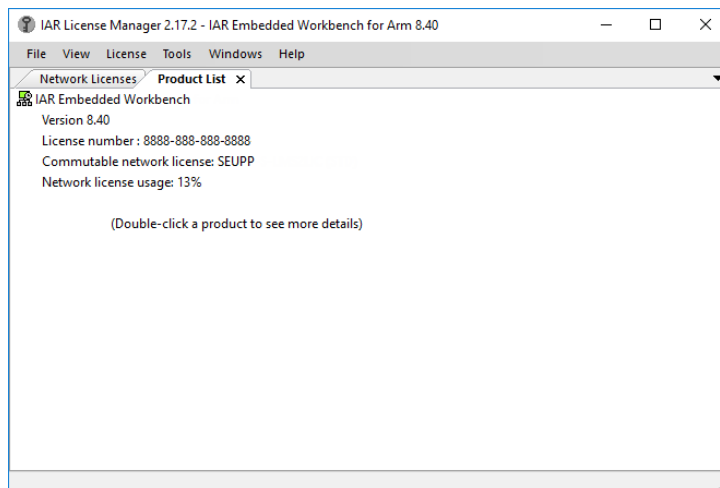 IAR License Manager 2.17.2 - IAR Embedded Workbench for Arm 8.40
File View License Tools Windows Help
Network Licenses Product List
IAR Embedded Workbench
Version 8.40
License number : 8888-888-888-8888
Commutable network license: SEUPP
Network license usage: 13%
(Double-click a product to see more details)